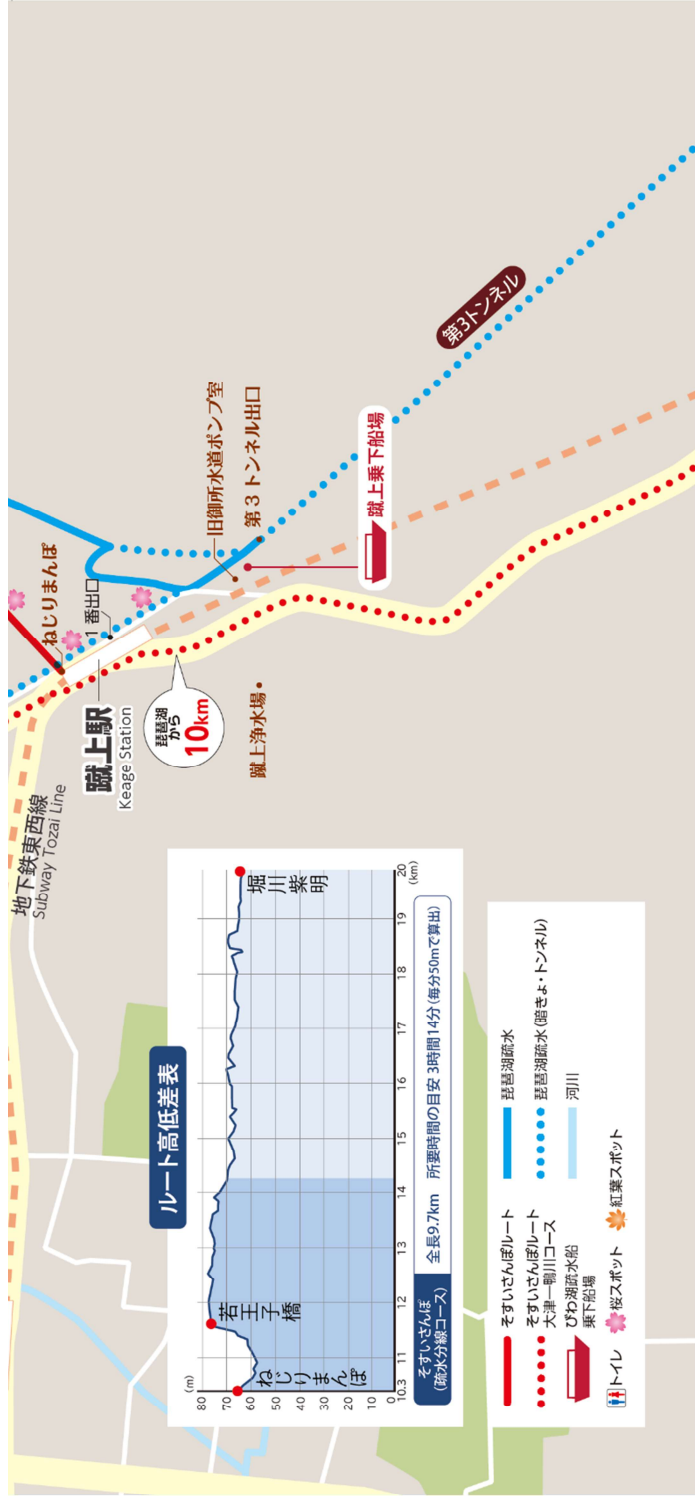 地下鉄東西線
Subway Tozai Line
ねじりまんぽ
1番出口
蹴上駅
Keage Station
琵琶湖
から
10km
蹴上浄水場
旧御所水道ポンプ室
第3トンネル出口
蹴上乗下船場
第3トンネル
ルート高低差表
(m)
80
70
60
50
40
30
20
10
0
ねじりまんぽ
若王子橋
堀川紫明
10.3
11
12
13
14
15
16
17
18
19
20
(km)
そすいさんぽ
(疏水分線コース)
全長9.7km 所要時間の目安 3時間14分(毎分50mで算出)
そすいさんぽルート
そすいさんぽルート
大津ー鴨川コース
びわ湖疏水船
乗下船場
トイレ
桜スポット
紅葉スポット
琵琶湖疏水
琵琶湖疏水(暗きょ・トンネル)
河川